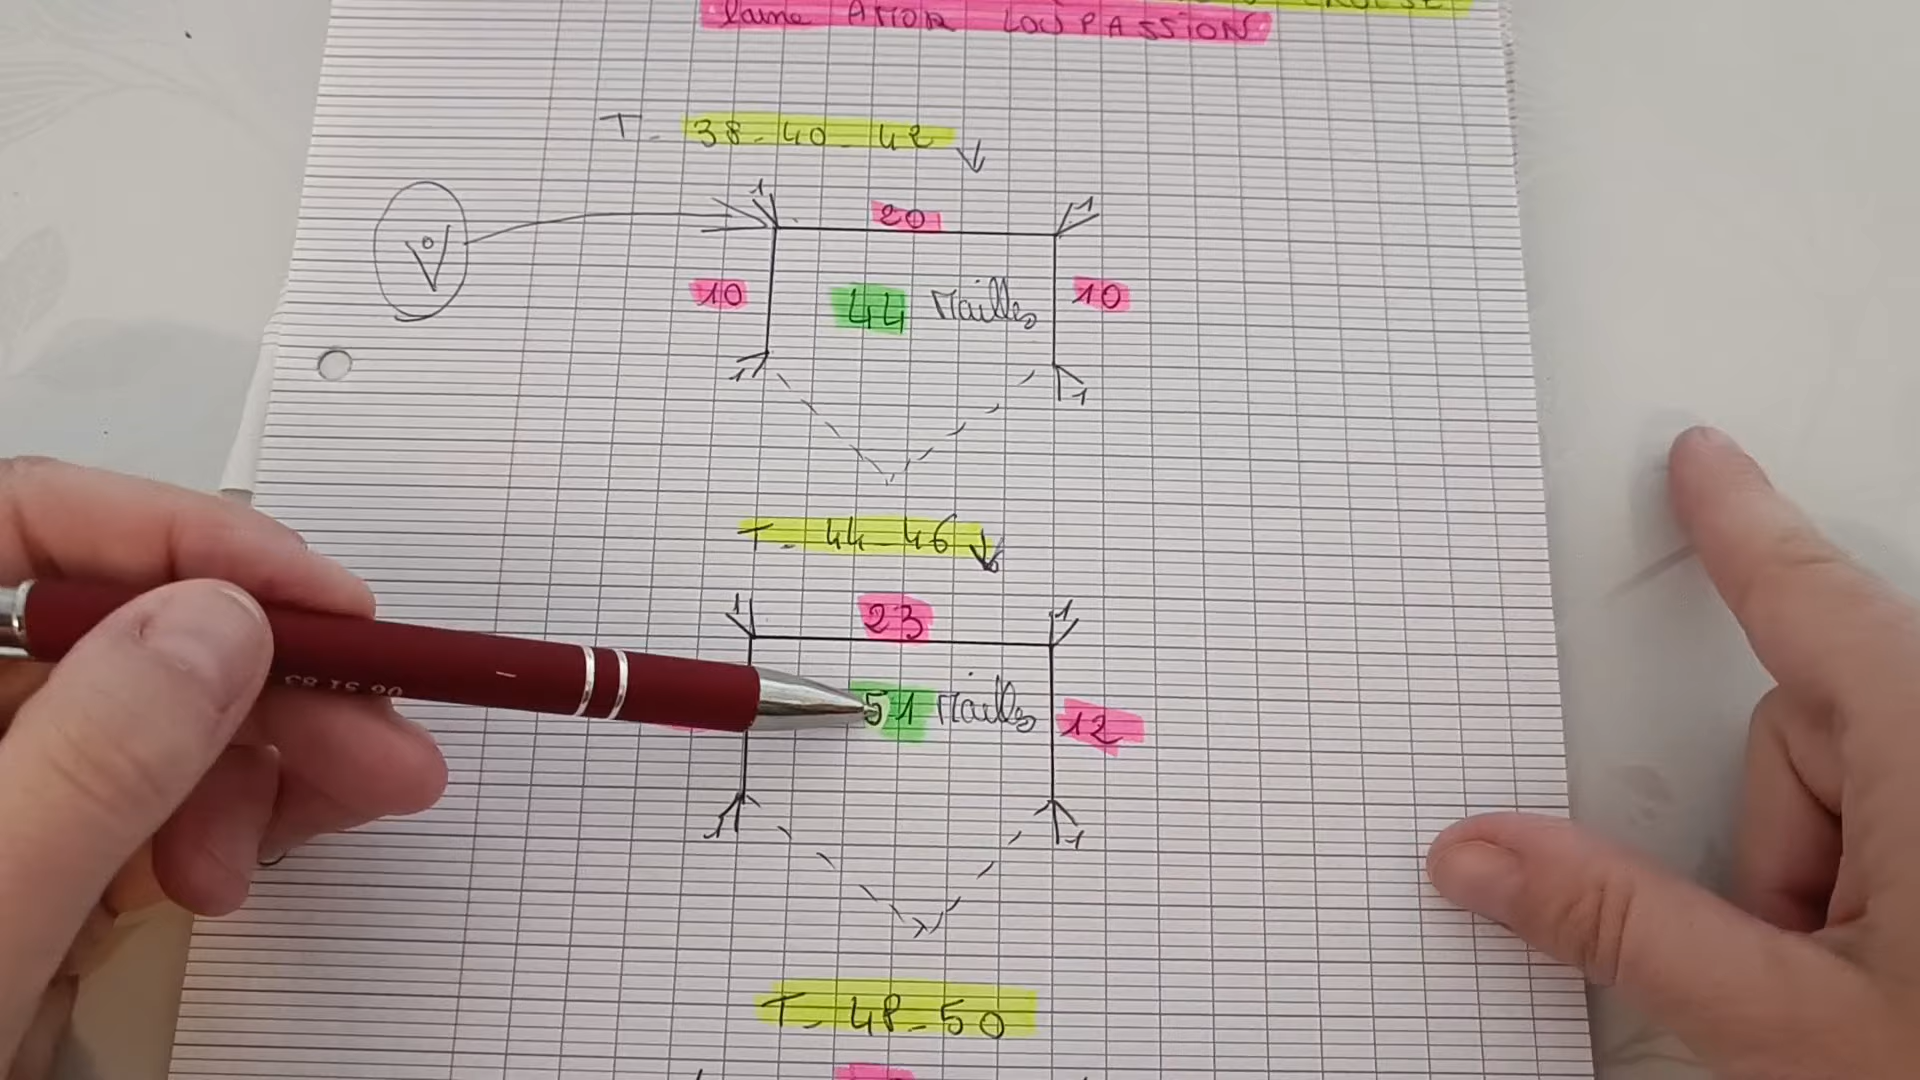 laine AMOR LOU PASSION
T - 38 - 40 - 42
1 20 1
10 44 Mailles 10
1 1
T - 44 - 46
1 23 1
51 Mailles 12
1 1
T - 48 - 50